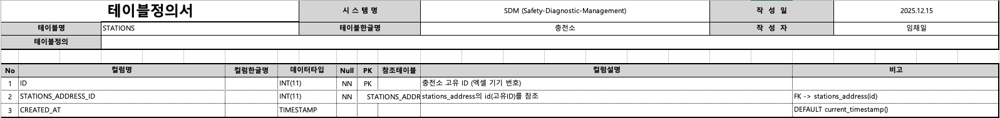 테이블정의서 시 스 템 명 SDM (Safety-Diagnostic-Management) 작 성 일 2025.12.15
테이블명 STATIONS 테이블한글명 충전소 작 성 자 임채일
테이블정의
No 컬럼명 컬럼한글명 데이터타입 Null PK 참조테이블 컬럼설명 비고
1 ID INT(11) NN PK 충전소 고유 ID (엑셀 기기 번호)
2 STATIONS_ADDRESS_ID INT(11) NN STATIONS_ADDR stations_address의 id(고유ID)를 참조 FK -> stations_address(id)
3 CREATED_AT TIMESTAMP DEFAULT current_timestamp()